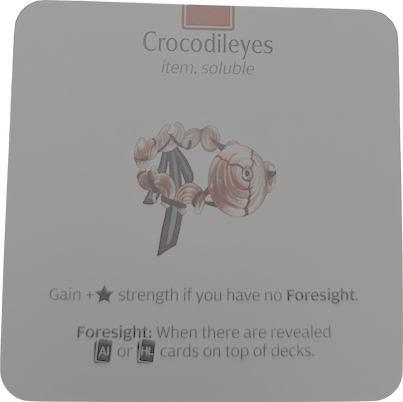 Crocodileyes
item, soluble
Gain +★ strength if you have no Foresight.
Foresight: When there are revealed
AI or HL cards on top of decks.